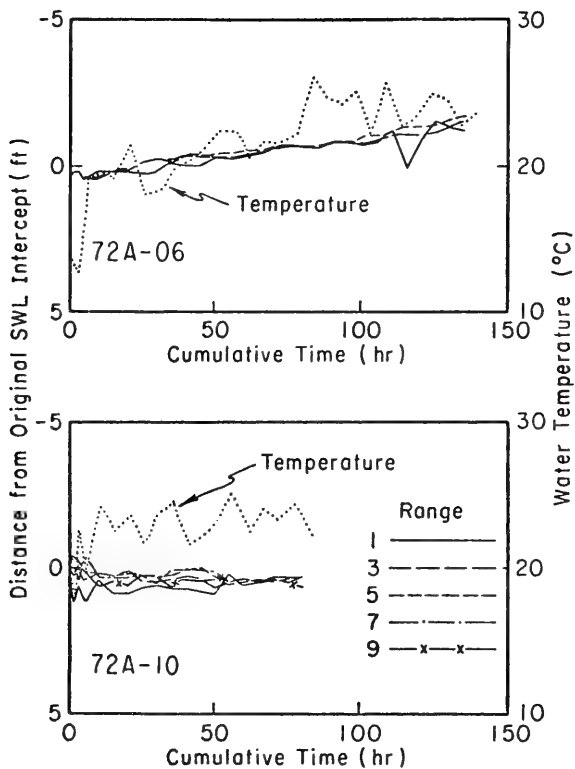 -5
30
0
20
Temperature
72A-06
5
10
0
50
100
150
Cumulative Time (hr)
Distance from Original SWL Intercept (ft)
Water Temperature (°C)
-5
30
Temperature
Range
1
3
5
7
9
0
20
72A-10
5
10
0
50
100
150
Cumulative Time (hr)